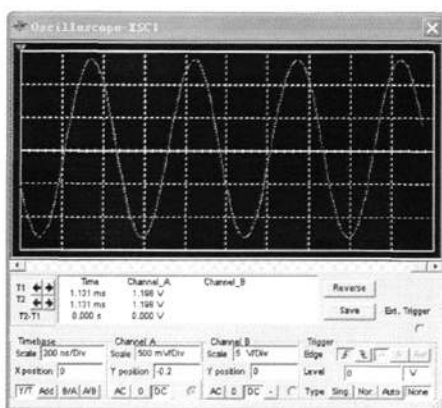 Oscilloscope-XSC1
Time Channel_A Channel_B
T1 1.131 ms 1.198 V
T2 1.131 ms 1.198 V
T2-T1 0.000 s 0.000 V
Reverse
Save
Ext. Trigger
Timebase
Scale 200 ns/Div
X position 0
Y/T Add B/A A/B
Channel A
Scale 500 mV/Div
Y position -0.2
AC 0 DC
Channel B
Scale 5 V/Div
Y position 0
AC 0 DC -
Trigger
Edge
Level 0 V
Type Sing. Nor. Auto None